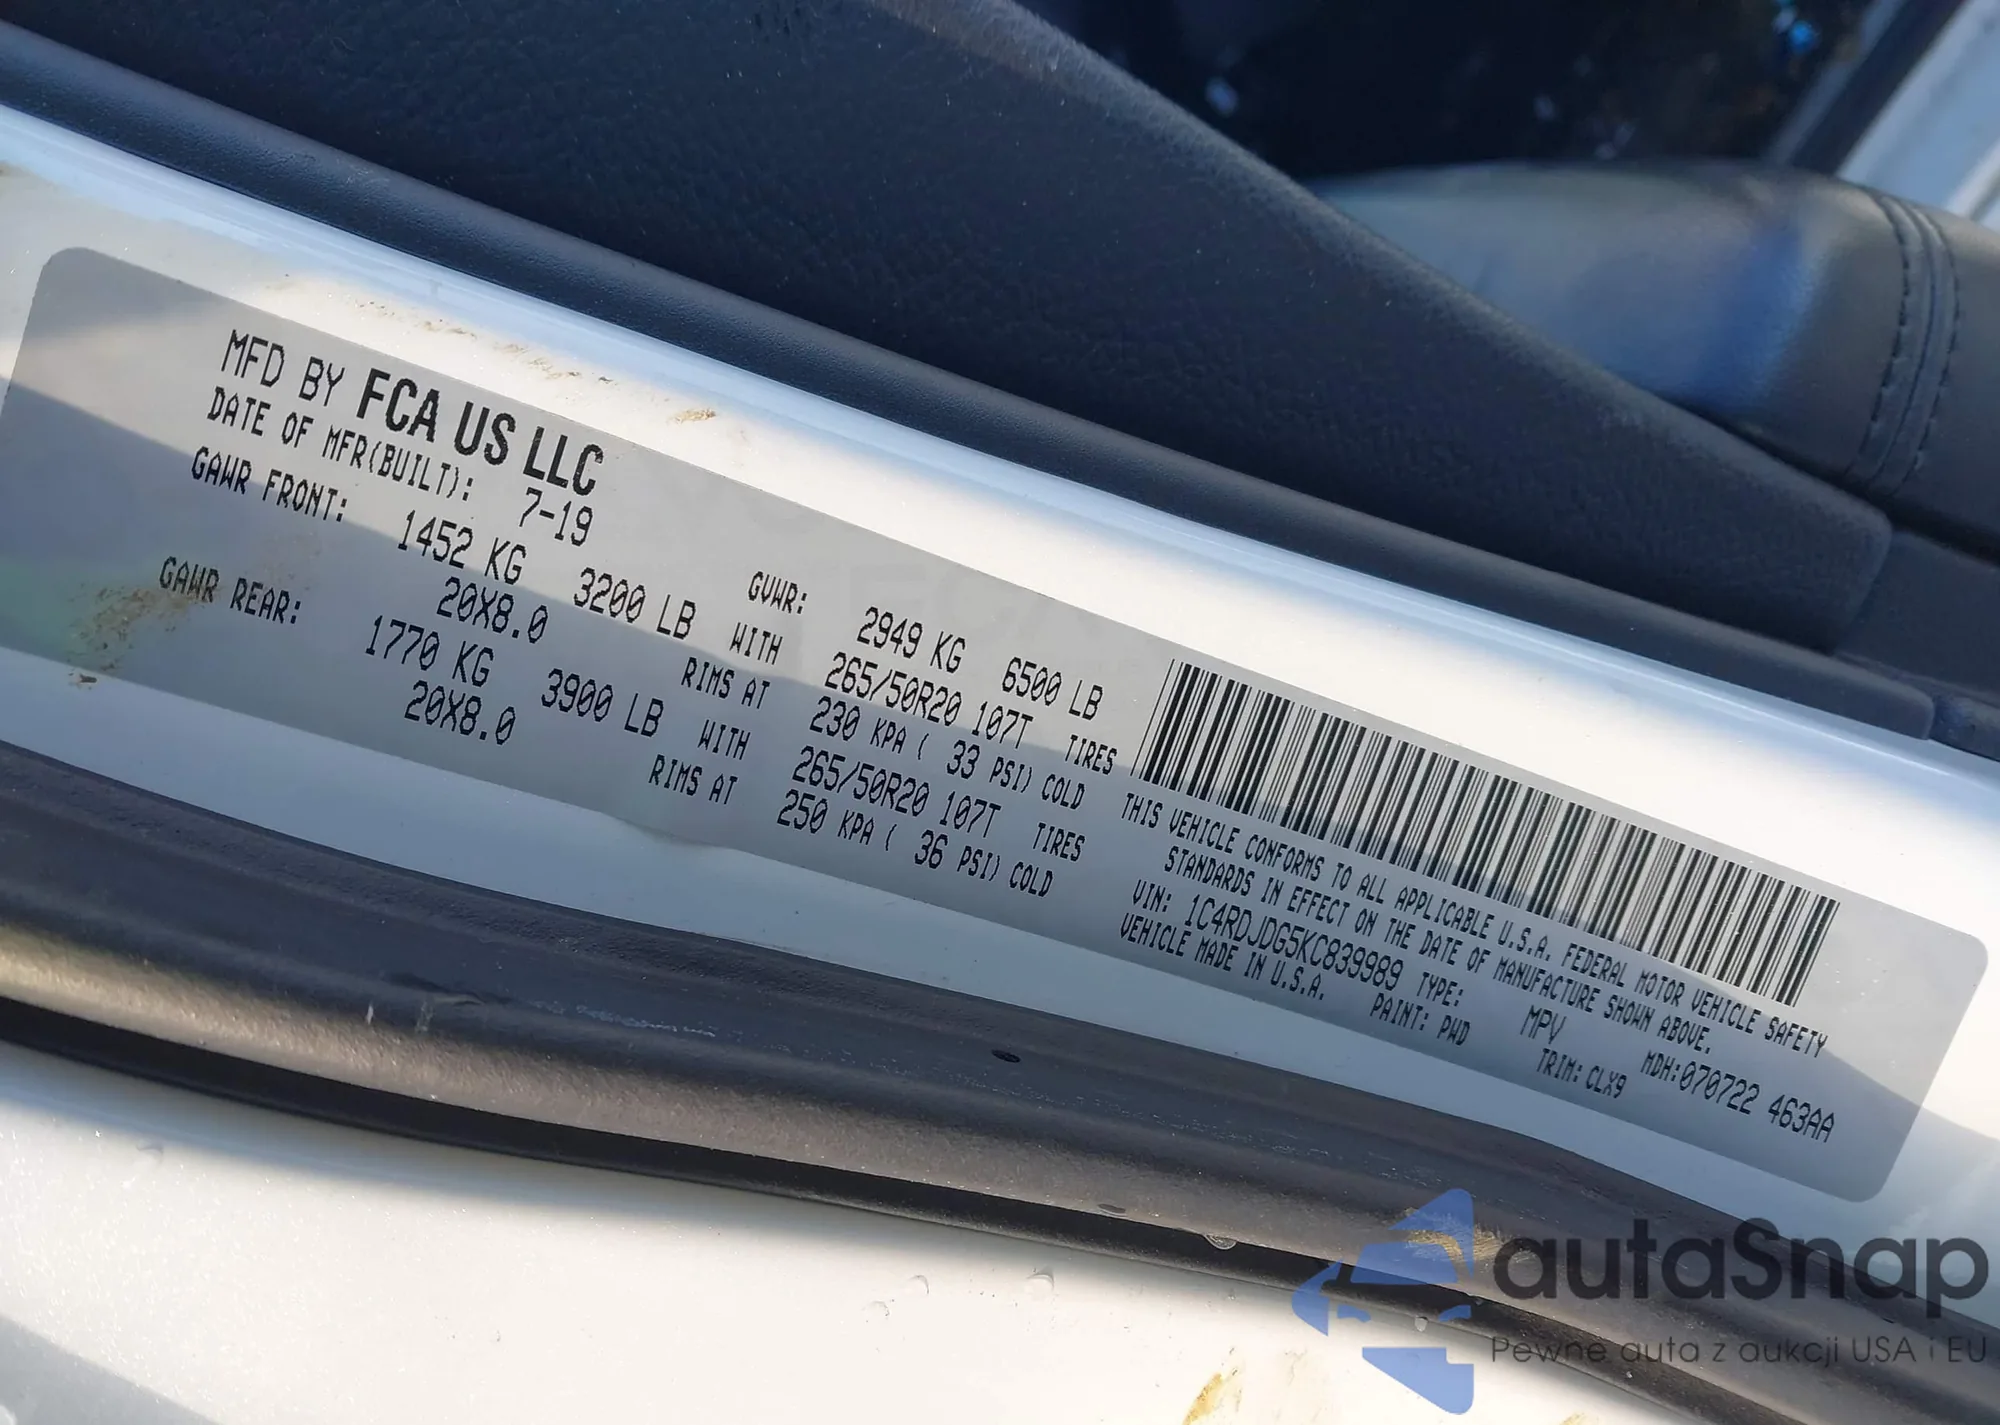 MFD BY FCA US LLC
DATE OF MFR(BUILT): 7-19 GVWR: 2949 KG 6500 LB
GAWR FRONT: 1452 KG 3200 LB WITH 265/50R20 107T TIRES
20X8.0 RIMS AT 230 KPA ( 33 PSI) COLD
GAWR REAR: 1770 KG 3900 LB WITH 265/50R20 107T TIRES
20X8.0 RIMS AT 250 KPA ( 36 PSI) COLD
THIS VEHICLE CONFORMS TO ALL APPLICABLE U.S.A. FEDERAL MOTOR VEHICLE SAFETY
STANDARDS IN EFFECT ON THE DATE OF MANUFACTURE SHOWN ABOVE.
VIN: 1C4RDJDG5KC839989 TYPE: MPV MDH:070722 463AA
VEHICLE MADE IN U.S.A. PAINT: PWD TRIM: CLX9
autaSnap
Pewne auta z aukcji USA i EU